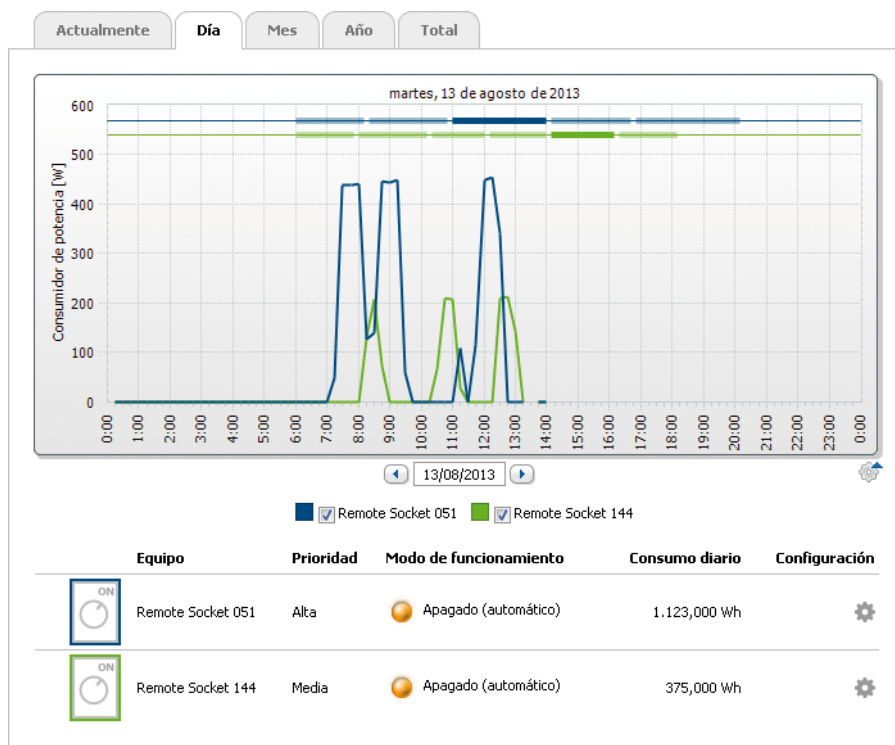 Actualmente Día Mes Año Total
martes, 13 de agosto de 2013
Consumidor de potencia [W]
600
500
400
300
200
100
0
0:00 1:00 2:00 3:00 4:00 5:00 6:00 7:00 8:00 9:00 10:00 11:00 12:00 13:00 14:00 15:00 16:00 17:00 18:00 19:00 20:00 21:00 22:00 23:00 0:00
13/08/2013
Remote Socket 051 Remote Socket 144
Equipo Prioridad Modo de funcionamiento Consumo diario Configuración
ON
Remote Socket 051 Alta Apagado (automático) 1.123,000 Wh
ON
Remote Socket 144 Media Apagado (automático) 375,000 Wh